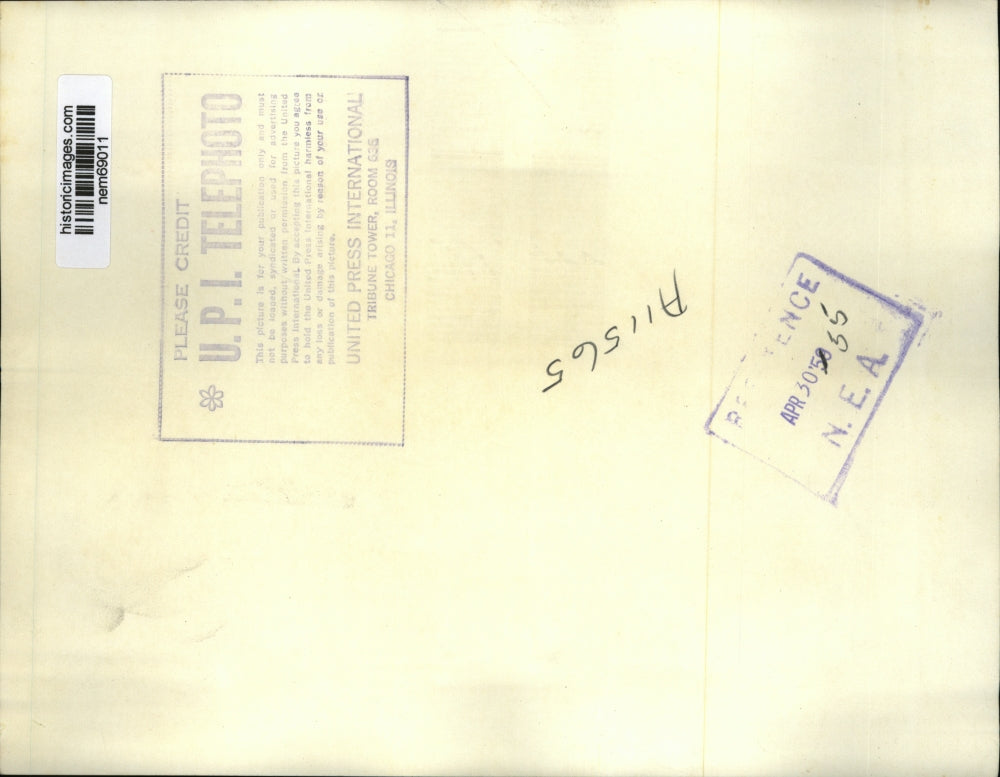 historicimages.com
nem69011
PLEASE CREDIT
U.P.I. TELEPHOTO
This picture is for your publication only and must
not be loaned, syndicated or used for advertising
purposes without written permission from the United
Press International. By accepting this picture you agree
to hold the United Press International harmless from
any loss or damage arising by reason of your use or
publication of this picture.
UNITED PRESS INTERNATIONAL
TRIBUNE TOWER, ROOM 635
CHICAGO 11, ILLINOIS
A11565
APR 30
55
N.E.A